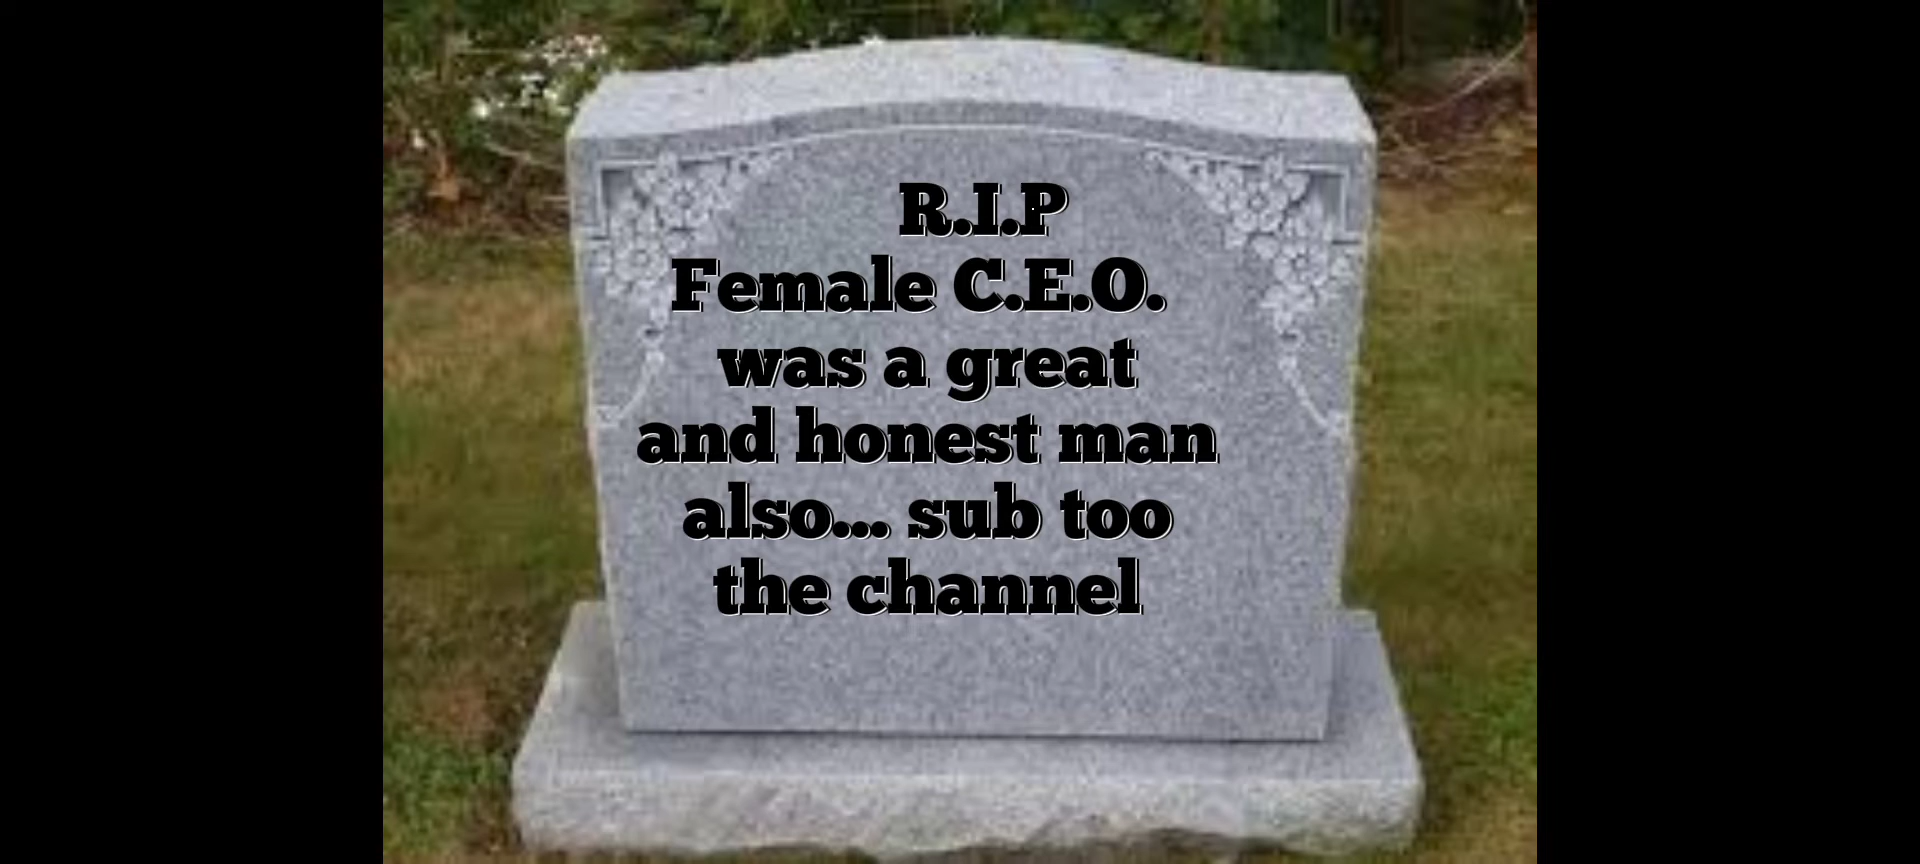 R.I.P
Female C.E.O.
was a great
and honest man
also... sub too
the channel